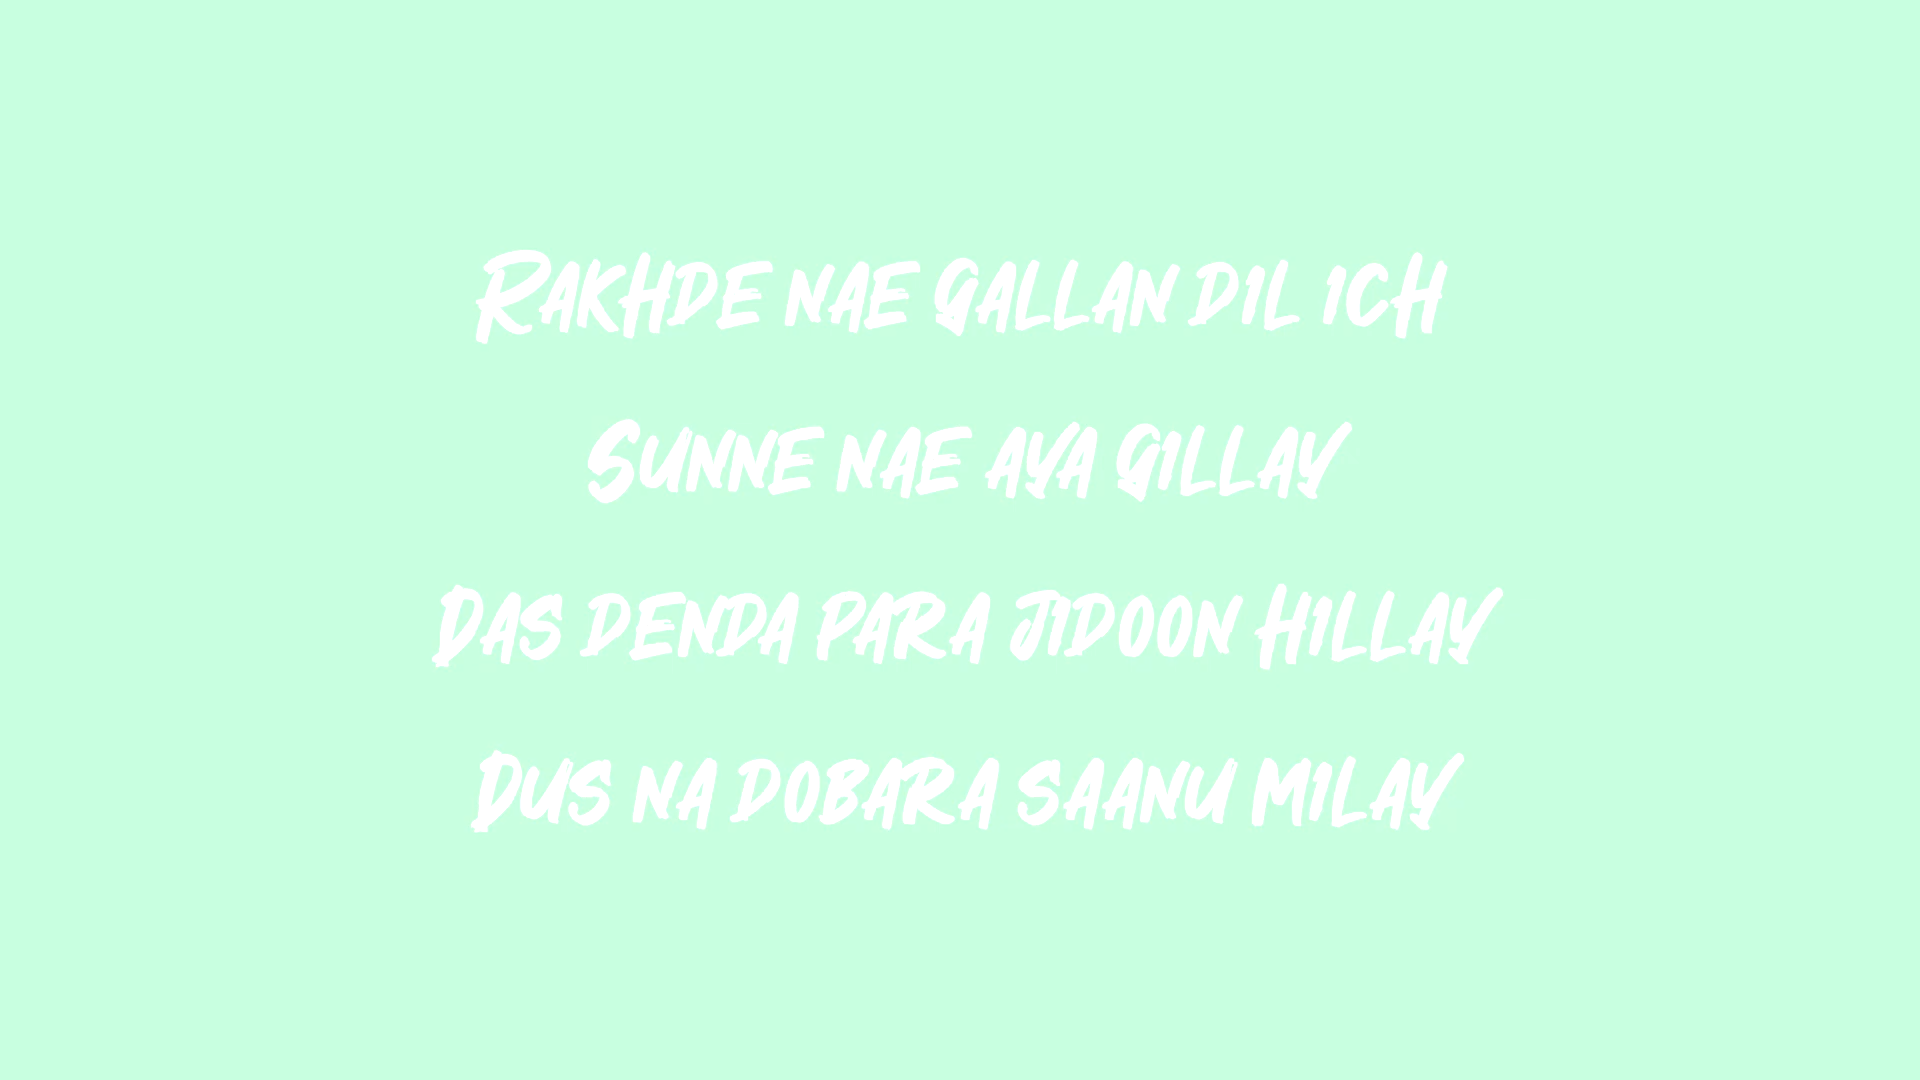 Rakhde nae Gallan dil ich
Sunne nae aya Gillay
Das denda para Jidoon Hillay
Dus na dobara saanu Milay